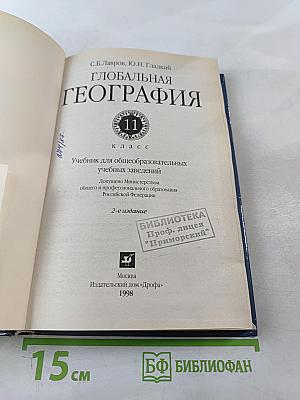 С.Б.Лавров, Ю.Н.Гладкий
ГЛОБАЛЬНАЯ
ГЕОГРАФИЯ
11
класс
Учебник для общеобразовательных
учебных заведений
Допущено Министерством
общего и профессионального образования
Российской Федерации
2-е издание
БИБЛИОТЕКА
Проф. лицея
"Приморский"
Москва
Издательский дом «Дрофа»
1998
15 см
БФ БИБЛИОФАН